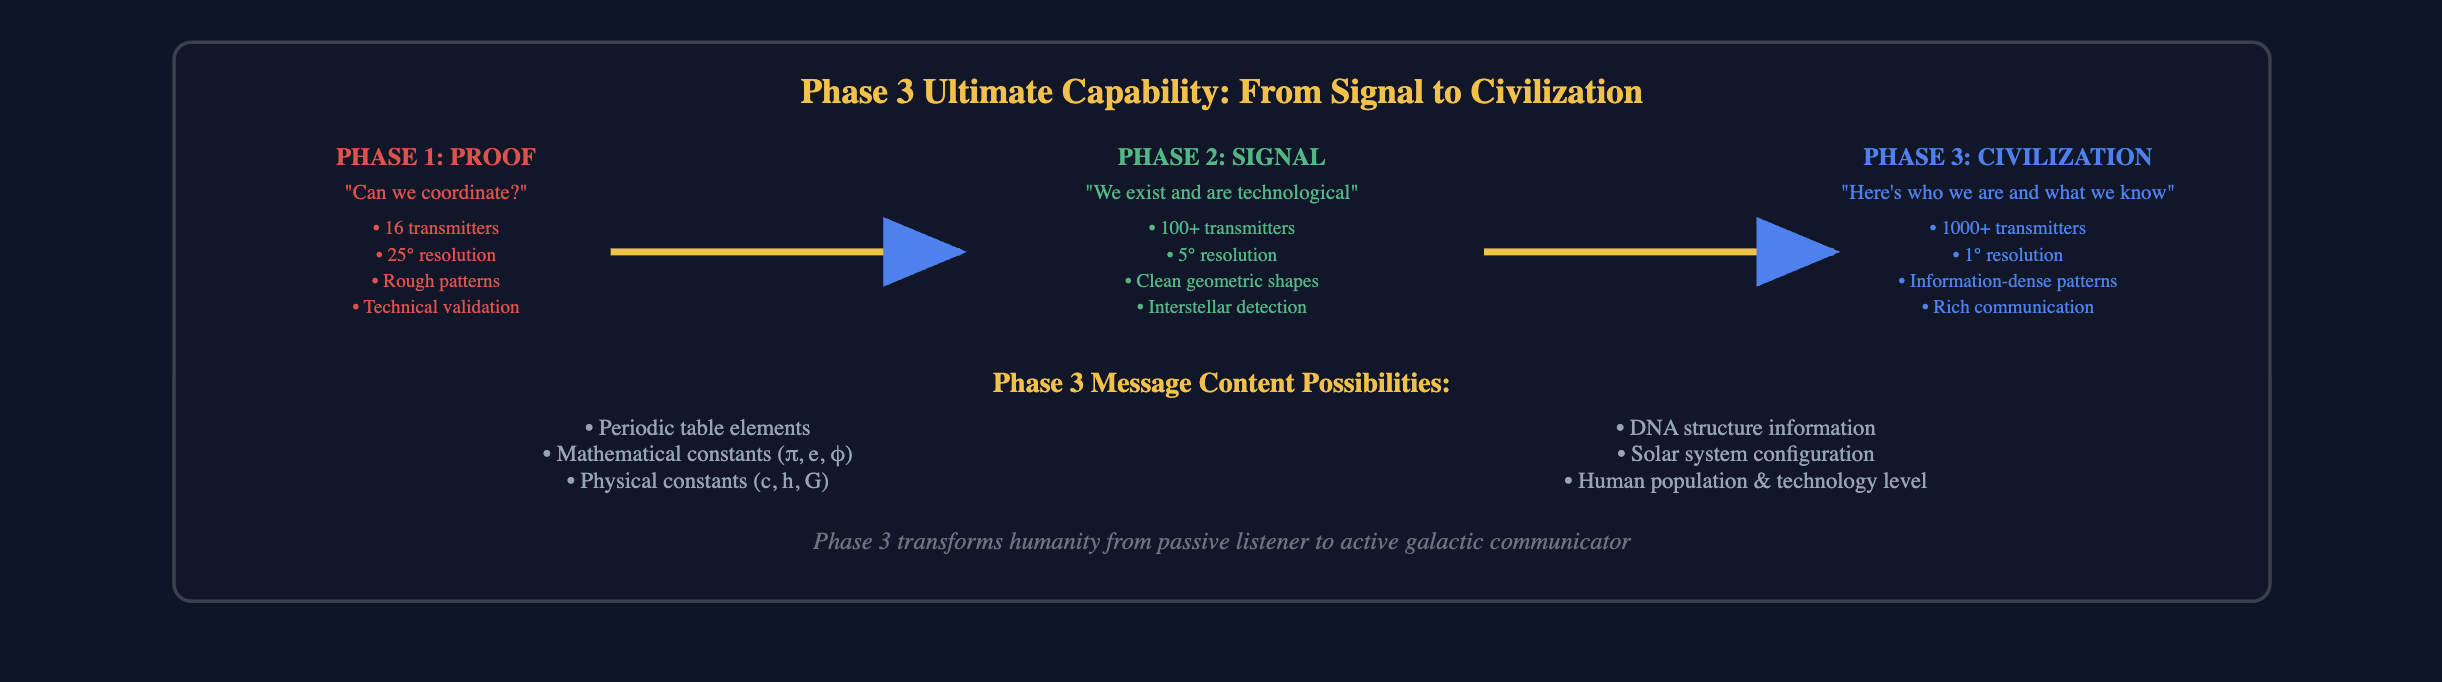 Phase 3 Ultimate Capability: From Signal to Civilization
PHASE 1: PROOF
"Can we coordinate?"
• 16 transmitters
• 25° resolution
• Rough patterns
• Technical validation
PHASE 2: SIGNAL
"We exist and are technological"
• 100+ transmitters
• 5° resolution
• Clean geometric shapes
• Interstellar detection
PHASE 3: CIVILIZATION
"Here's who we are and what we know"
• 1000+ transmitters
• 1° resolution
• Information-dense patterns
• Rich communication
Phase 3 Message Content Possibilities:
• Periodic table elements
• Mathematical constants (π, e, φ)
• Physical constants (c, h, G)
• DNA structure information
• Solar system configuration
• Human population & technology level
Phase 3 transforms humanity from passive listener to active galactic communicator